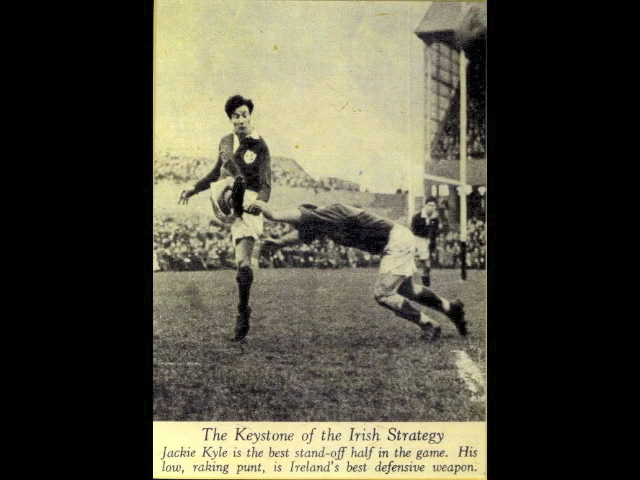 The Keystone of the Irish Strategy
Jackie Kyle is the best stand-off half in the game. His
low, raking punt, is Ireland's best defensive weapon.